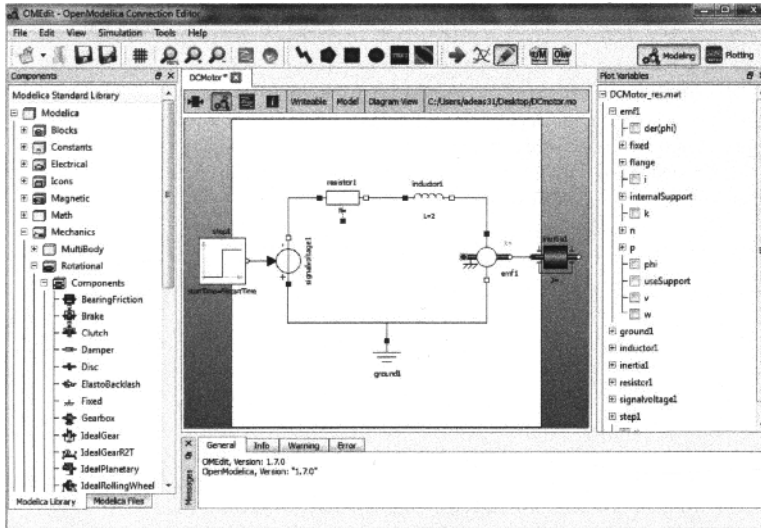 OMEdit - OpenModelica Connection Editor
File Edit View Simulation Tools Help
Modeling
Plotting
Components
Modelica Standard Library
Modelica
Blocks
Constants
Electrical
Icons
Magnetic
Math
Mechanics
MultiBody
Rotational
Components
BearingFriction
Brake
Clutch
Damper
Disc
ElastoBacklash
Fixed
Gearbox
IdealGear
IdealGearR2T
IdealPlanetary
IdealRollingWheel
Modelica Library
Modelica Files
DCMotor*
Writeable Model Diagram View C:/Users/adeas31/Desktop/DCmotor.mo
resistor1
inductor1
L=2
step1
startTime=startTime
signalvoltage1
emf1
inertia1
ground1
Messages
General Info Warning Error
OMEdit, Version: 1.7.0
OpenModelica, Version: "1.7.0"
Plot Variables
DCMotor_res.mat
emf1
der(phi)
fixed
flange
i
internalSupport
k
n
p
phi
useSupport
v
w
ground1
inductor1
inertia1
resistor1
signalvoltage1
step1